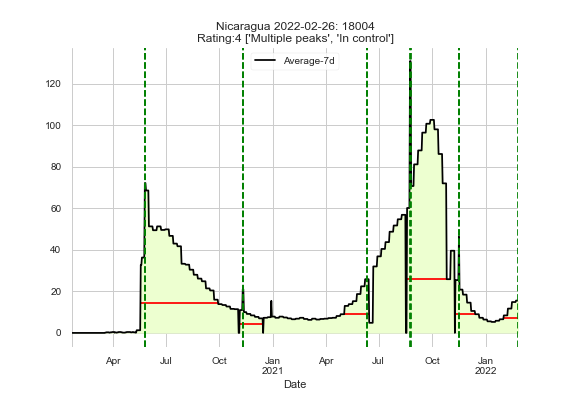 Nicaragua 2022-02-26: 18004
Rating:4 ['Multiple peaks', 'In control']
Average-7d
120
100
80
60
40
20
0
Apr Jul Oct Jan Apr Jul Oct Jan
2021 2022
Date